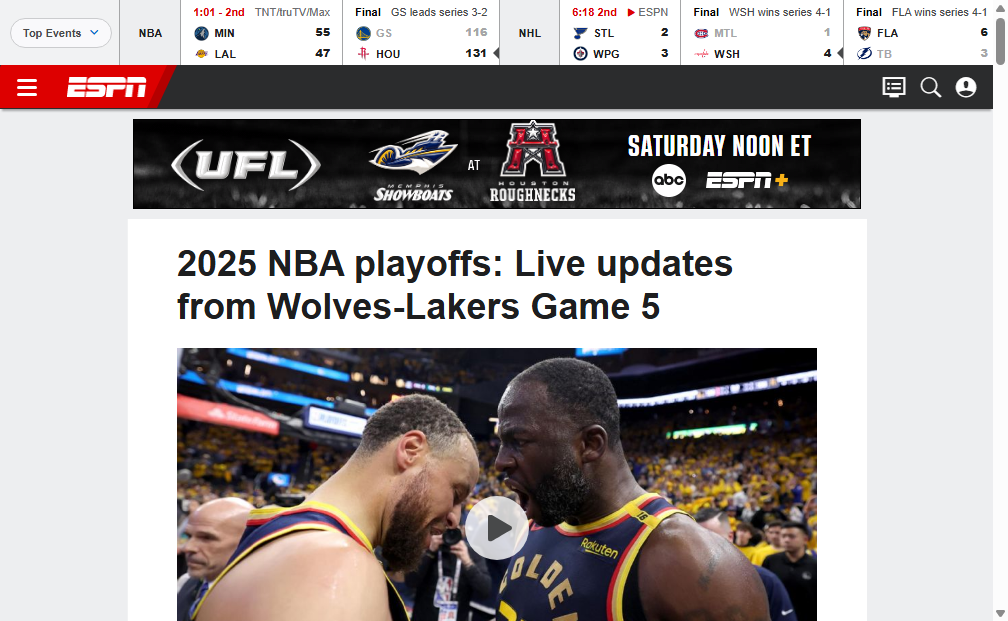 Top Events
NBA
1:01 - 2nd TNT/truTV/Max
MIN 55
LAL 47
Final GS leads series 3-2
GS 116
HOU 131
NHL
6:18 2nd ESPN
STL 2
WPG 3
Final WSH wins series 4-1
MTL 1
WSH 4
Final FLA wins series 4-1
FLA 6
TB 3
ESPN
UFL
MEMPHIS
SHOWBOATS
AT
HOUSTON
ROUGHNECKS
SATURDAY NOON ET
abc ESPN+
2025 NBA playoffs: Live updates
from Wolves-Lakers Game 5
State Farm
Rakuten
GOLDEN